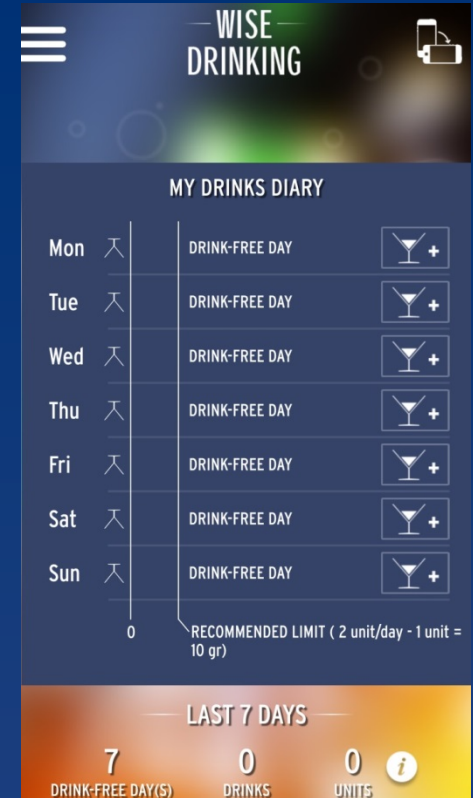 WISE
DRINKING
MY DRINKS DIARY
Mon DRINK-FREE DAY +
Tue DRINK-FREE DAY +
Wed DRINK-FREE DAY +
Thu DRINK-FREE DAY +
Fri DRINK-FREE DAY +
Sat DRINK-FREE DAY +
Sun DRINK-FREE DAY +
0 RECOMMENDED LIMIT ( 2 unit/day - 1 unit =
10 gr)
LAST 7 DAYS
7 0 0 i
DRINK-FREE DAY(S) DRINKS UNITS